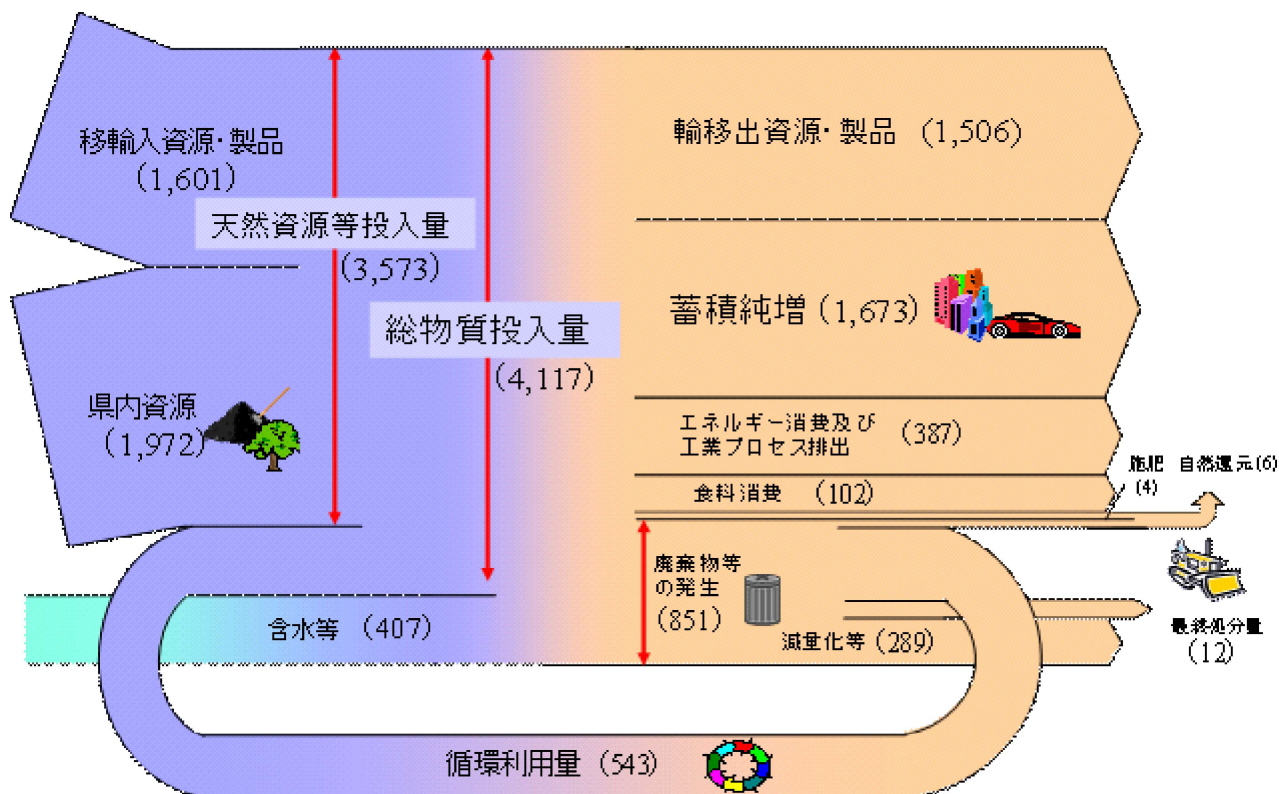 移輸入資源・製品
(1,601)
天然資源等投入量
(3,573)
総物質投入量
(4,117)
県内資源
(1,972)
含水等 (407)
輸移出資源・製品 (1,506)
蓄積純増 (1,673)
エネルギー消費及び
工業プロセス排出 (387)
食料消費 (102)
施肥 自然還元(6)
(4)
廃棄物等
の発生
(851)
減量化等 (289)
最終処分量
(12)
循環利用量 (543)